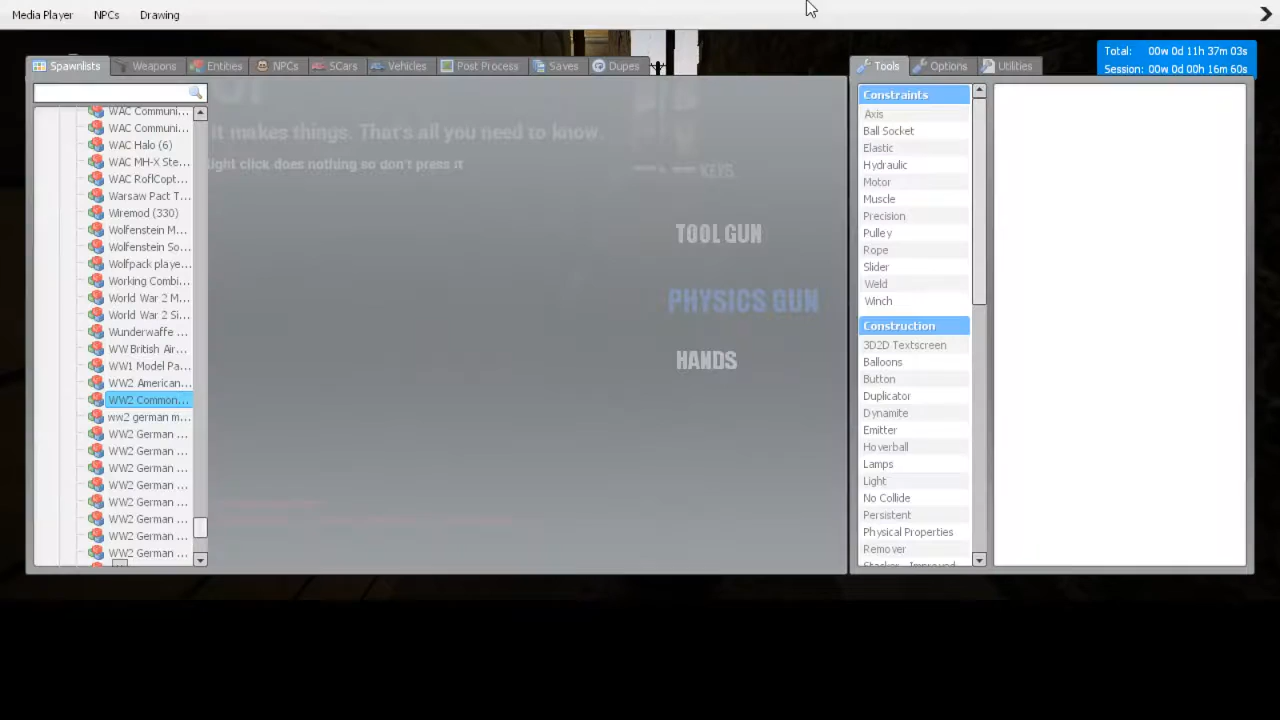 Media Player NPCs Drawing
Total: 00w 0d 11h 37m 03s
Session: 00w 0d 00h 16m 60s
Spawnlists Weapons Entities NPCs SCars Vehicles Post Process Saves Dupes
Tools Options Utilities
WAC Communi...
WAC Communi...
WAC Halo (6)
WAC MH-X Ste...
WAC RoflCopt...
Warsaw Pact T...
Wiremod (330)
Wolfenstein M...
Wolfenstein So...
Wolfpack playe...
Working Combi...
World War 2 M...
World War 2 Si...
Wunderwaffe ...
WW British Air...
WW1 Model Pa...
WW2 American...
WW2 Common...
ww2 german m...
WW2 German ...
WW2 German ...
WW2 German ...
WW2 German ...
WW2 German ...
WW2 German ...
WW2 German ...
WW2 German ...
it makes things. That's all you need to know.
light click does nothing so don't press it
KEYS
TOOL GUN
PHYSICS GUN
HANDS
Constraints
Axis
Ball Socket
Elastic
Hydraulic
Motor
Muscle
Precision
Pulley
Rope
Slider
Weld
Winch
Construction
3D2D Textscreen
Balloons
Button
Duplicator
Dynamite
Emitter
Hoverball
Lamps
Light
No Collide
Persistent
Physical Properties
Remover
Stacker - Improved